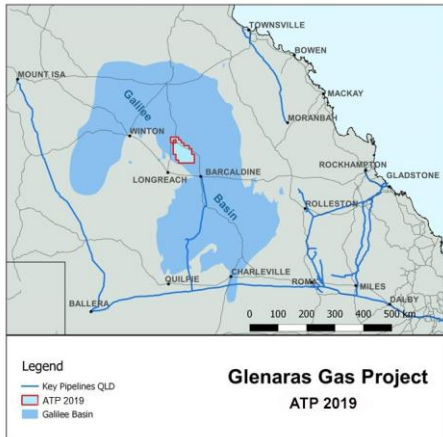 TOWNSVILLE
BOWEN
MOUNT ISA
MACKAY
Galilee
MORANBAH
WINTON
ROCKHAMPTON
GLADSTONE
BARCALDINE
LONGREACH
Basin
ROLLESTON
CHARLEVILLE
QUILPIE
ROMA
MILES
BALLERA
DALBY
0 100 200 300 400 500 km
Legend
Key Pipelines QLD
ATP 2019
Galilee Basin
Glenaras Gas Project
ATP 2019